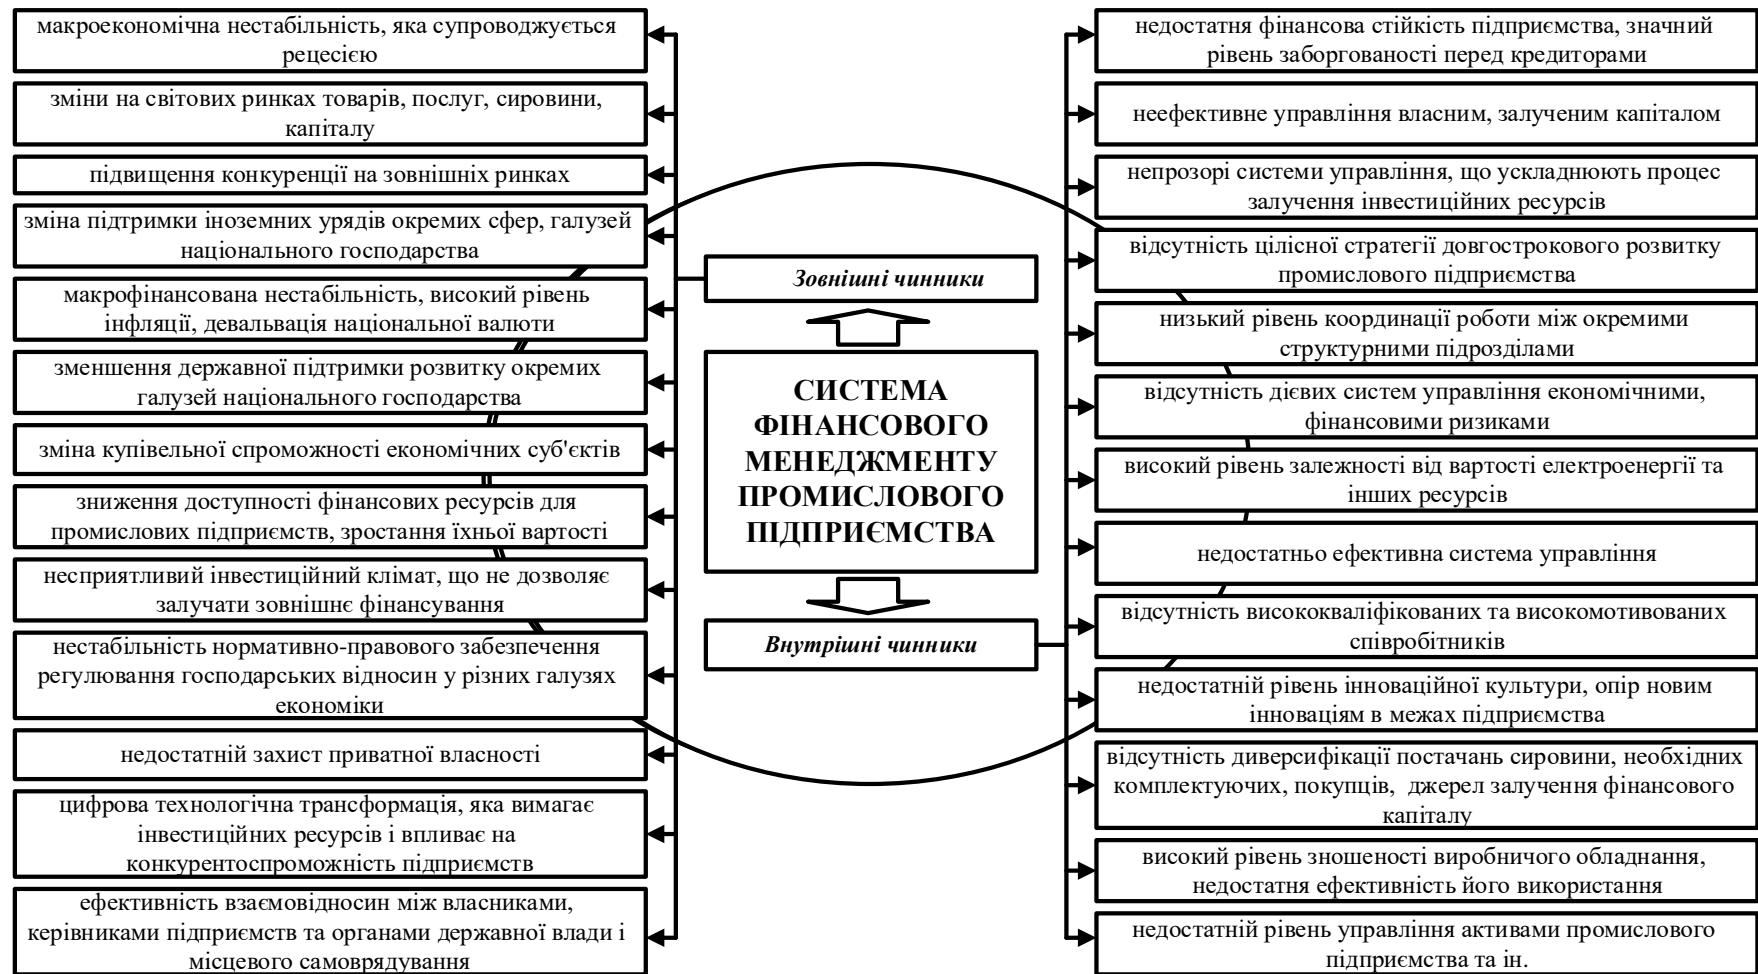 макроекономічна нестабільність, яка супроводжується
рецесією
зміни на світових ринках товарів, послуг, сировини,
капіталу
підвищення конкуренції на зовнішніх ринках
зміна підтримки іноземних урядів окремих сфер, галузей
національного господарства
макрофінансована нестабільність, високий рівень
інфляції, девальвація національної валюти
зменшення державної підтримки розвитку окремих
галузей національного господарства
зміна купівельної спроможності економічних суб'єктів
зниження доступності фінансових ресурсів для
промислових підприємств, зростання їхньої вартості
несприятливий інвестиційний клімат, що не дозволяє
залучати зовнішнє фінансування
нестабільність нормативно-правового забезпечення
регулювання господарських відносин у різних галузях
економіки
недостатній захист приватної власності
цифрова технологічна трансформація, яка вимагає
інвестиційних ресурсів і впливає на
конкурентоспроможність підприємств
ефективність взаємовідносин між власниками,
керівниками підприємств та органами державної влади і
місцевого самоврядування
Зовнішні чинники
СИСТЕМА
ФІНАНСОВОГО
МЕНЕДЖМЕНТУ
ПРОМИСЛОВОГО
ПІДПРИЄМСТВА
Внутрішні чинники
недостатня фінансова стійкість підприємства, значний
рівень заборгованості перед кредиторами
неефективне управління власним, залученим капіталом
непрозорі системи управління, що ускладнюють процес
залучення інвестиційних ресурсів
відсутність цілісної стратегії довгострокового розвитку
промислового підприємства
низький рівень координації роботи між окремими
структурними підрозділами
відсутність дієвих систем управління економічними,
фінансовими ризиками
високий рівень залежності від вартості електроенергії та
інших ресурсів
недостатньо ефективна система управління
відсутність висококваліфікованих та високомотивованих
співробітників
недостатній рівень інноваційної культури, опір новим
інноваціям в межах підприємства
відсутність диверсифікації постачань сировини, необхідних
комплектуючих, покупців, джерел залучення фінансового
капіталу
високий рівень зношеності виробничого обладнання,
недостатня ефективність його використання
недостатній рівень управління активами промислового
підприємства та ін.